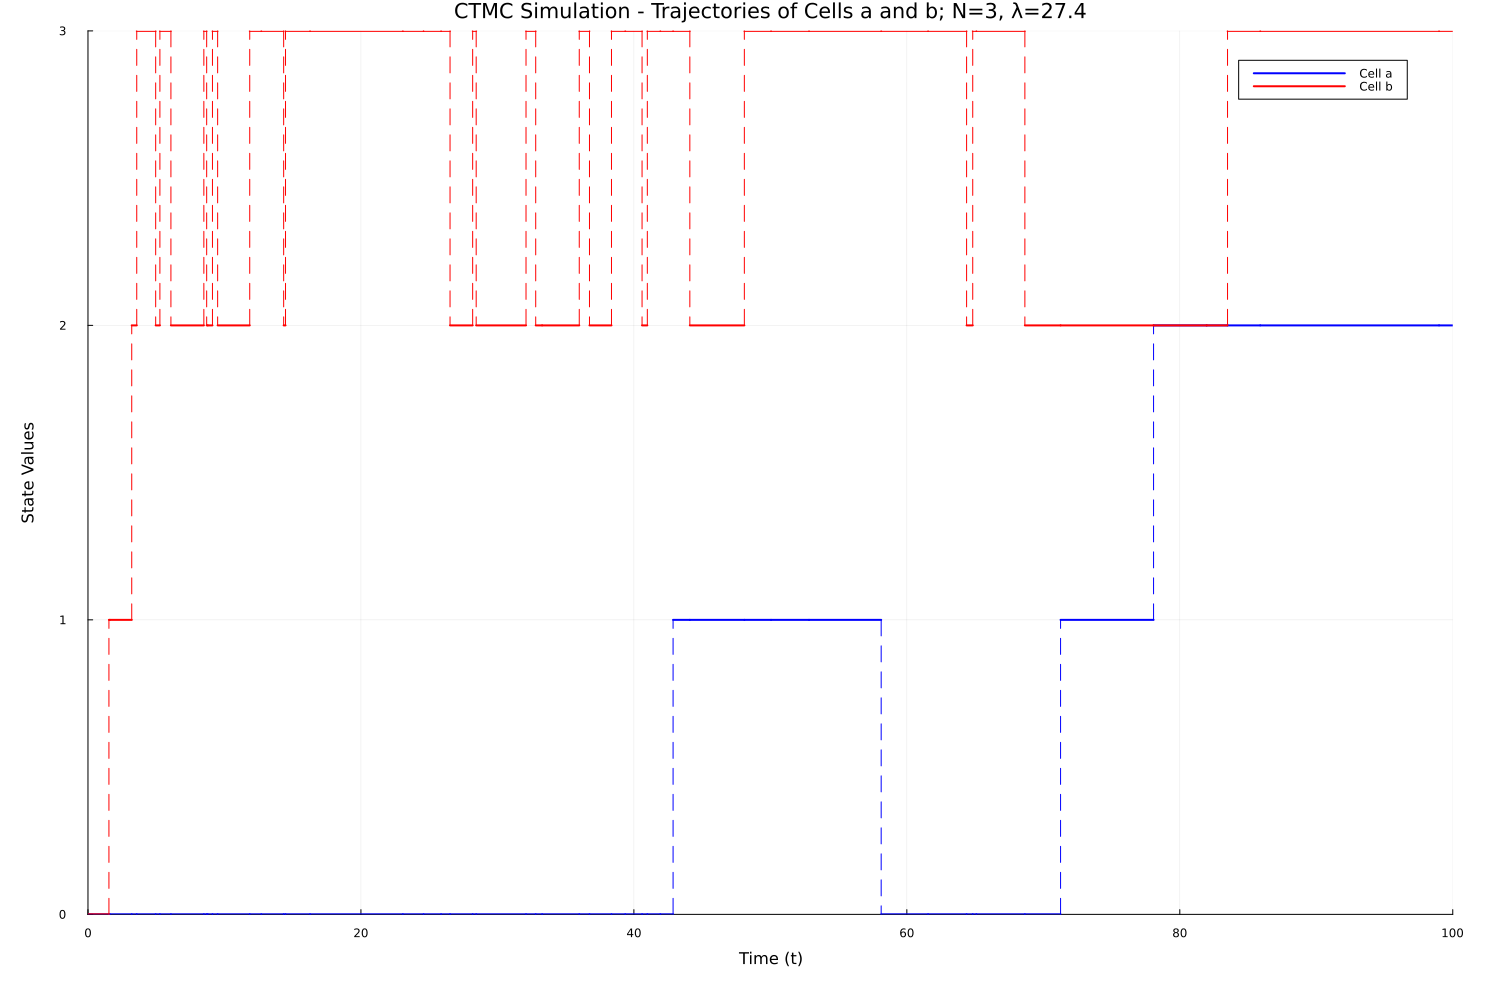 CTMC Simulation - Trajectories of Cells a and b; N=3, λ=27.4
3
Cell a
Cell b
2
State Values
1
0
0 20 40 60 80 100
Time (t)